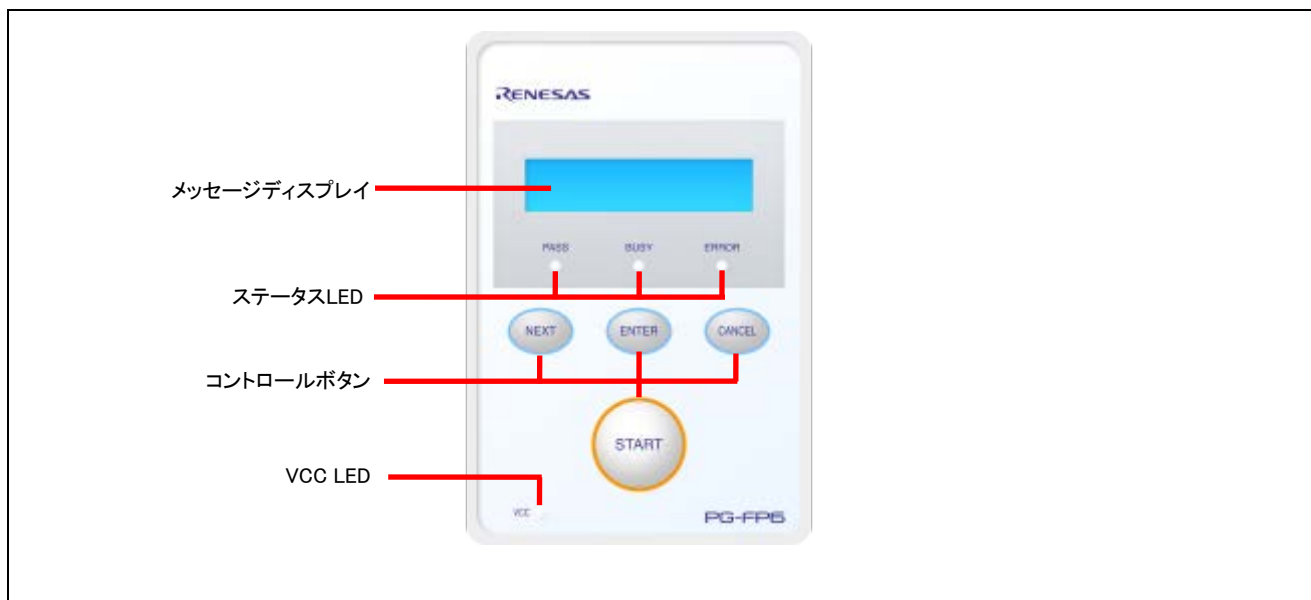 RENESAS
メッセージディスプレイ
PASS BUSY ERROR
ステータスLED
NEXT ENTER CANCEL
コントロールボタン
START
VCC LED
VCC
PG-FP6